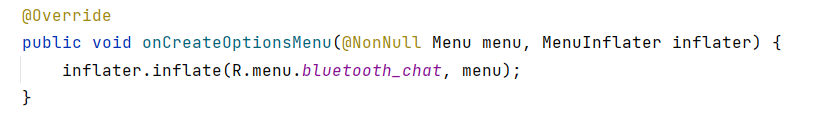 @Override
public void onCreateOptionsMenu(@NonNull Menu menu, MenuInflater inflater) {
    inflater.inflate(R.menu.bluetooth_chat, menu);
}